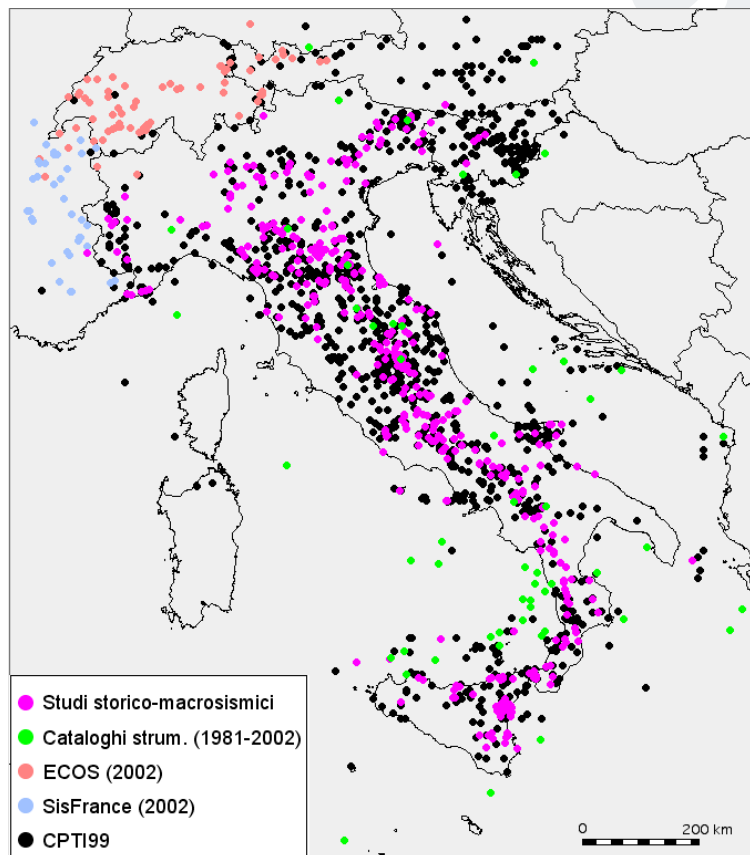 Studi storico-macrosismici
Cataloghi strum. (1981-2002)
ECOS (2002)
SisFrance (2002)
CPTI99
0 200 km